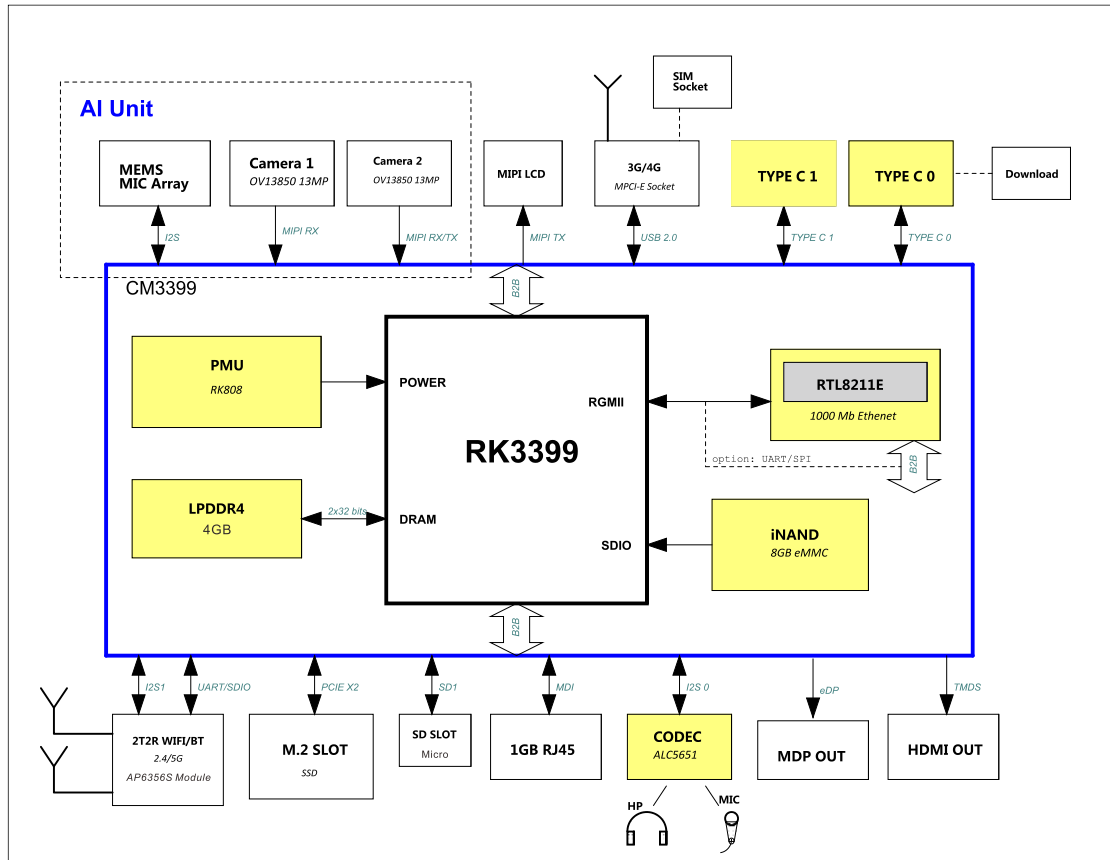 SIM
Socket
AI Unit
MEMS
MIC Array
Camera 1
OV13850 13MP
Camera 2
OV13850 13MP
MIPI LCD
3G/4G
MPCI-E Socket
TYPE C 1
TYPE C 0
Download
I2S
MIPI RX
MIPI RX/TX
MIPI TX
USB 2.0
TYPE C 1
TYPE C 0
CM3399
B2B
PMU
RK808
POWER
RGMII
RTL8211E
1000 Mb Ethenet
RK3399
option: UART/SPI
B2B
LPDDR4
4GB
2x32 bits
DRAM
SDIO
iNAND
8GB eMMC
B2B
I2S1
UART/SDIO
PCIE X2
SD1
MDI
I2S 0
eDP
TMDS
2T2R WIFI/BT
2.4/5G
AP6356S Module
M.2 SLOT
SSD
SD SLOT
Micro
1GB RJ45
CODEC
ALC5651
MDP OUT
HDMI OUT
HP
MIC